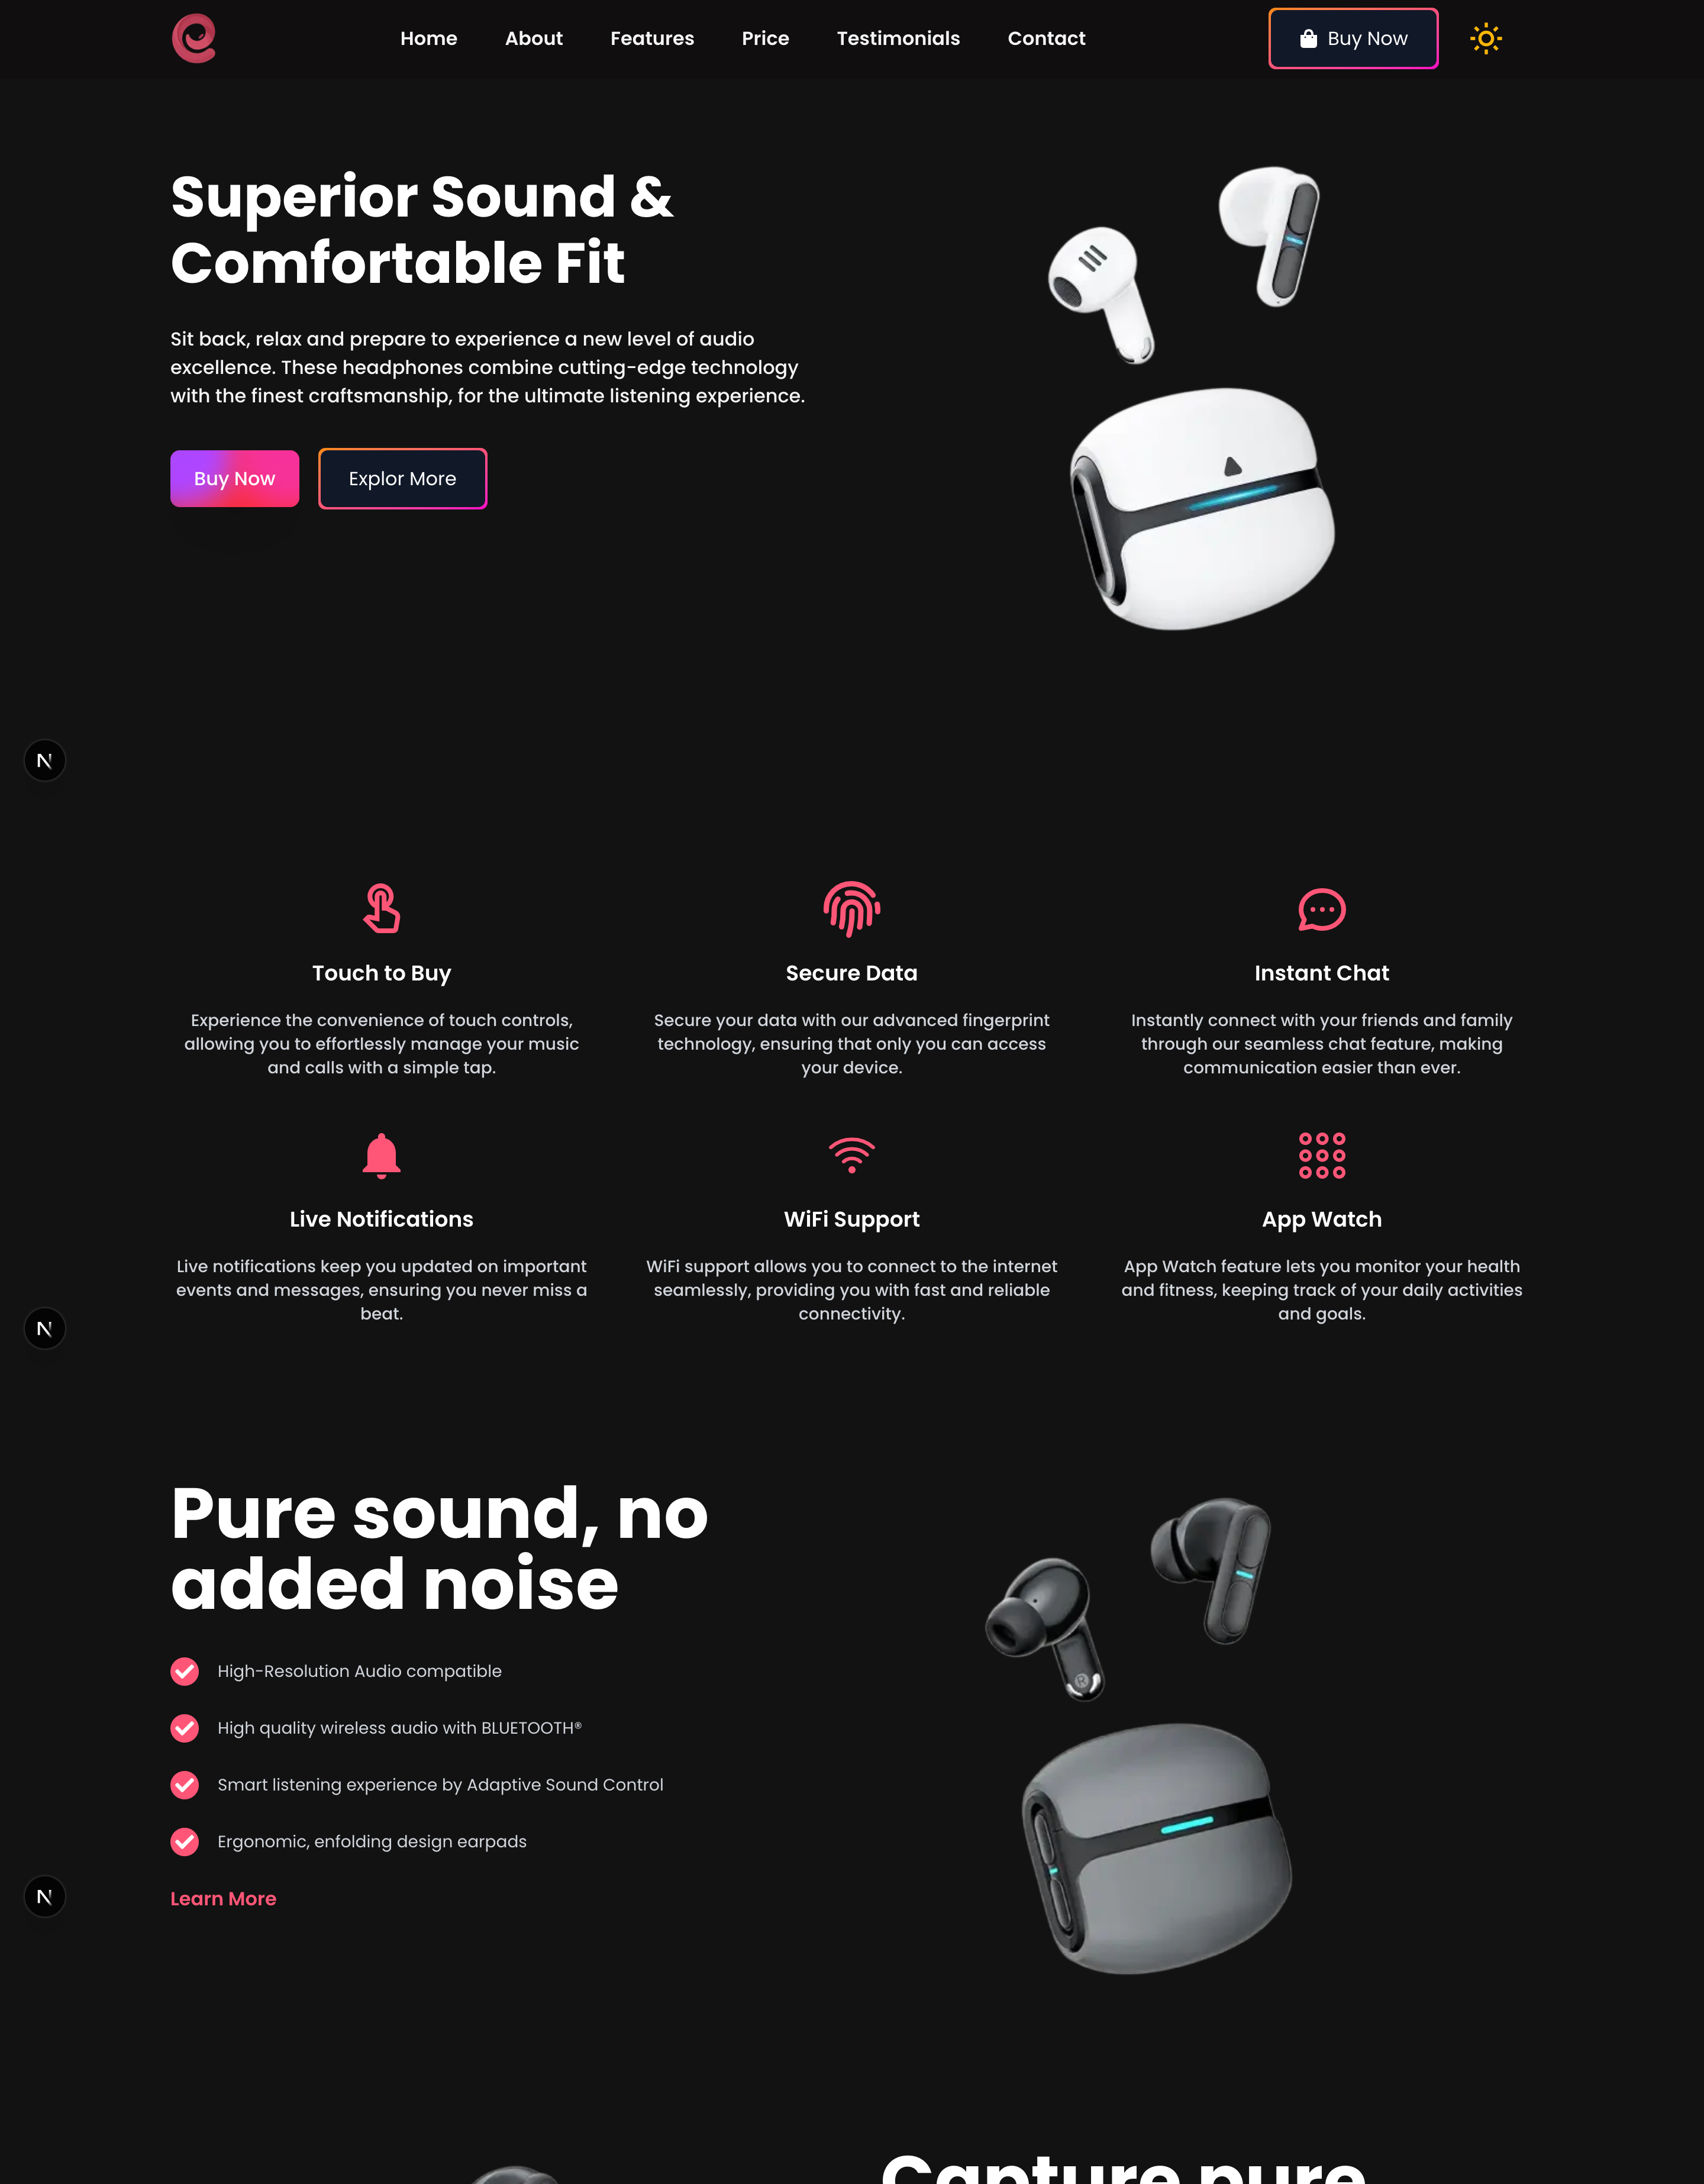 Home About Features Price Testimonials Contact Buy Now
Superior Sound &
Comfortable Fit
Sit back, relax and prepare to experience a new level of audio
excellence. These headphones combine cutting-edge technology
with the finest craftsmanship, for the ultimate listening experience.
Buy Now Explor More
N
Touch to Buy
Experience the convenience of touch controls,
allowing you to effortlessly manage your music
and calls with a simple tap.
Secure Data
Secure your data with our advanced fingerprint
technology, ensuring that only you can access
your device.
Instant Chat
Instantly connect with your friends and family
through our seamless chat feature, making
communication easier than ever.
Live Notifications
Live notifications keep you updated on important
events and messages, ensuring you never miss a
beat.
WiFi Support
WiFi support allows you to connect to the internet
seamlessly, providing you with fast and reliable
connectivity.
App Watch
App Watch feature lets you monitor your health
and fitness, keeping track of your daily activities
and goals.
N
Pure sound, no
added noise
High-Resolution Audio compatible
High quality wireless audio with BLUETOOTH®
Smart listening experience by Adaptive Sound Control
Ergonomic, enfolding design earpads
Learn More
R
N
Capture pure